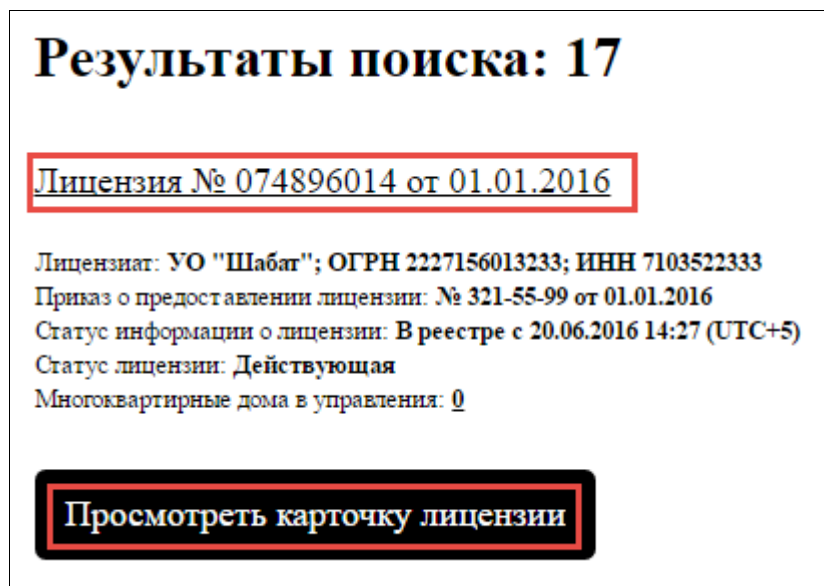 Результаты поиска: 17
Лицензия № 074896014 от 01.01.2016
Лицензиат: УО "Шабат"; ОГРН 2227156013233; ИНН 7103522333
Приказ о предоставлении лицензии: № 321-55-99 от 01.01.2016
Статус информации о лицензии: В реестре с 20.06.2016 14:27 (UTC+5)
Статус лицензии: Действующая
Многоквартирные дома в управления: 0
Просмотреть карточку лицензии